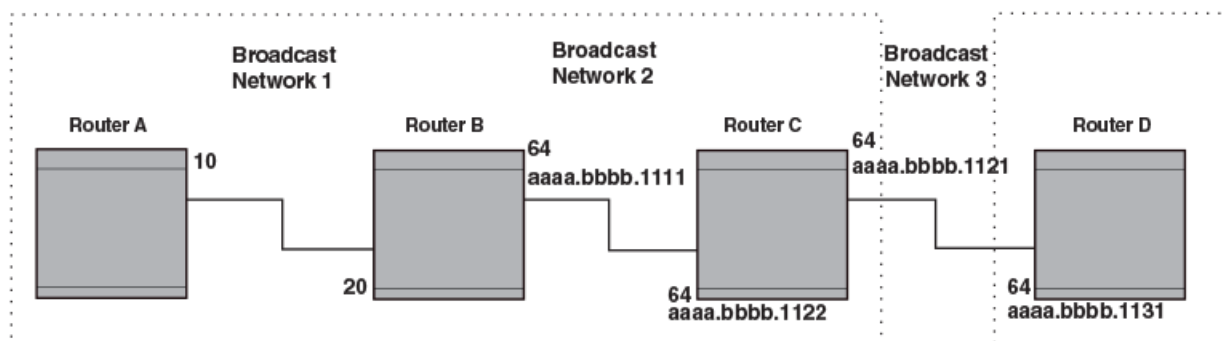 Broadcast
Network 1
Broadcast
Network 2
Broadcast
Network 3
Router A
Router B
Router C
Router D
10
20
64
aaaa.bbbb.1111
64
aaaa.bbbb.1122
64
aaaa.bbbb.1121
64
aaaa.bbbb.1131